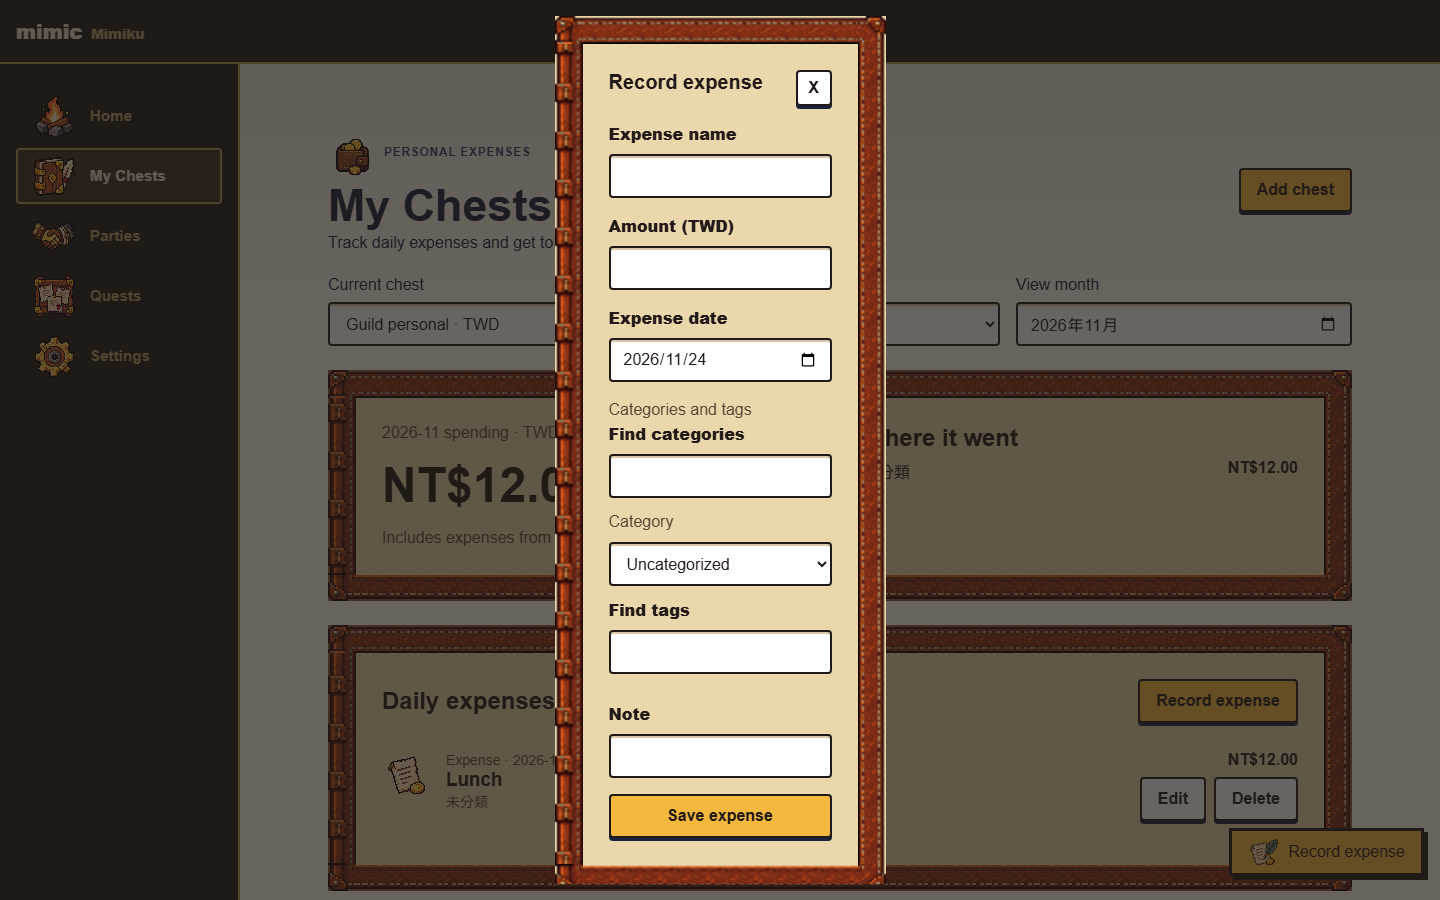 mimic Mimiku
Home
My Chests
Parties
Quests
Settings
PERSONAL EXPENSES
My Chests
Track daily expenses and get to
Add chest
Current chest
Guild personal · TWD
View month
2026年11月
2026-11 spending · TWD
NT$12.0
Includes expenses from
here it went
分類
NT$12.00
Daily expenses
Record expense
Expense · 2026-1
Lunch
未分類
NT$12.00
Edit
Delete
Record expense
Record expense
X
Expense name
Amount (TWD)
Expense date
2026/11/24
Categories and tags
Find categories
Category
Uncategorized
Find tags
Note
Save expense